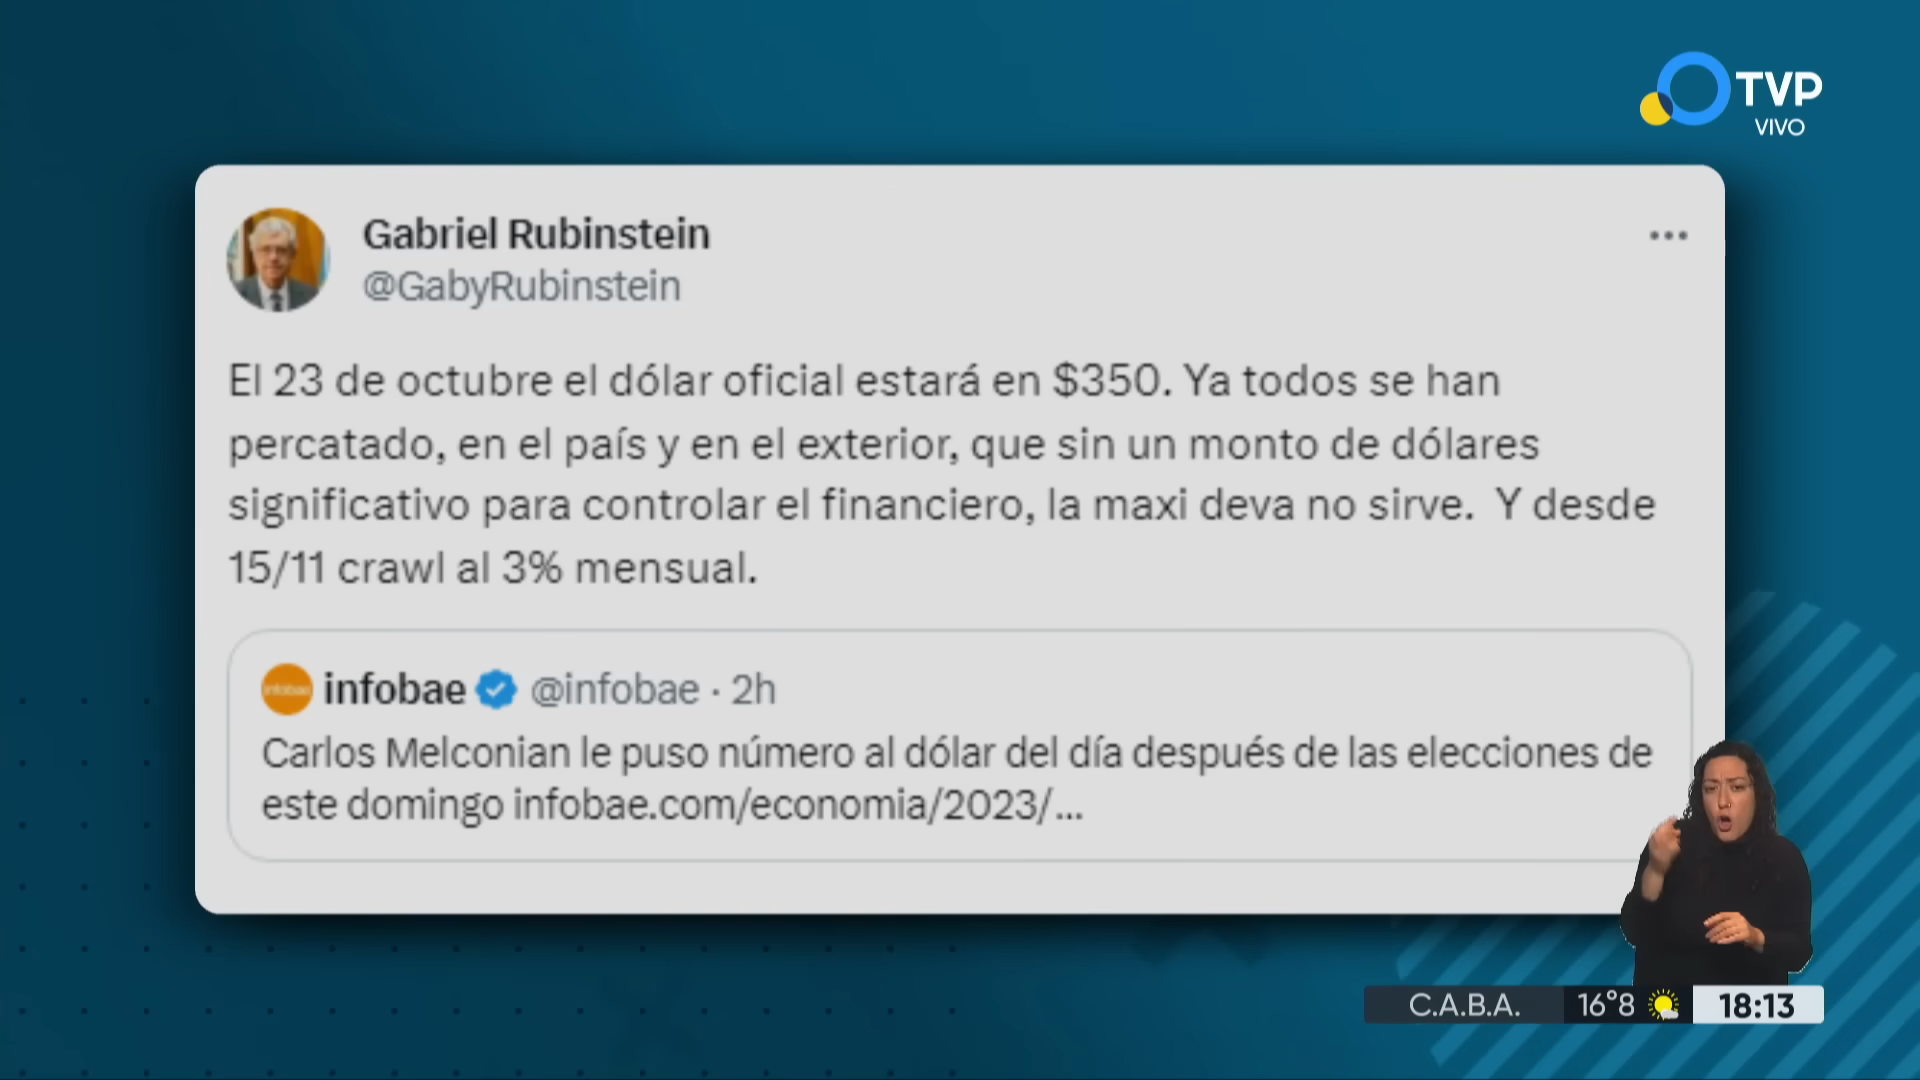 TVP
VIVO
Gabriel Rubinstein
@GabyRubinstein
El 23 de octubre el dólar oficial estará en $350. Ya todos se han
percatado, en el país y en el exterior, que sin un monto de dólares
significativo para controlar el financiero, la maxi deva no sirve. Y desde
15/11 crawl al 3% mensual.
infobae
infobae @infobae · 2h
Carlos Melconian le puso número al dólar del día después de las elecciones de
este domingo infobae.com/economia/2023/...
C.A.B.A. 16°8 18:13